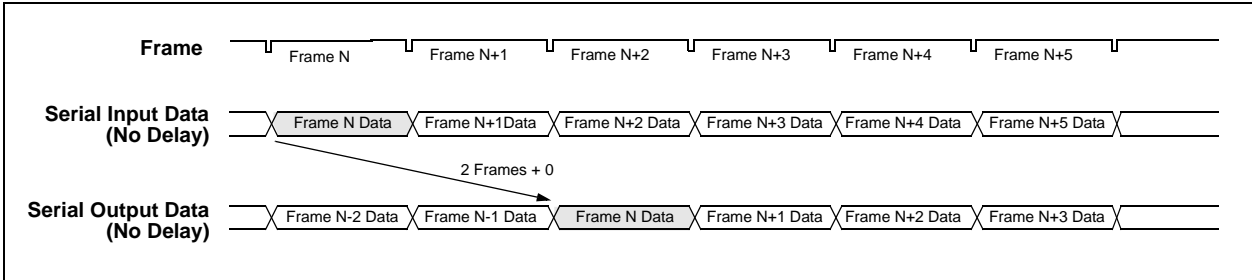 Frame
Frame N
Frame N+1
Frame N+2
Frame N+3
Frame N+4
Frame N+5
Serial Input Data
(No Delay)
Frame N Data
Frame N+1Data
Frame N+2 Data
Frame N+3 Data
Frame N+4 Data
Frame N+5 Data
2 Frames + 0
Serial Output Data
(No Delay)
Frame N-2 Data
Frame N-1 Data
Frame N Data
Frame N+1 Data
Frame N+2 Data
Frame N+3 Data